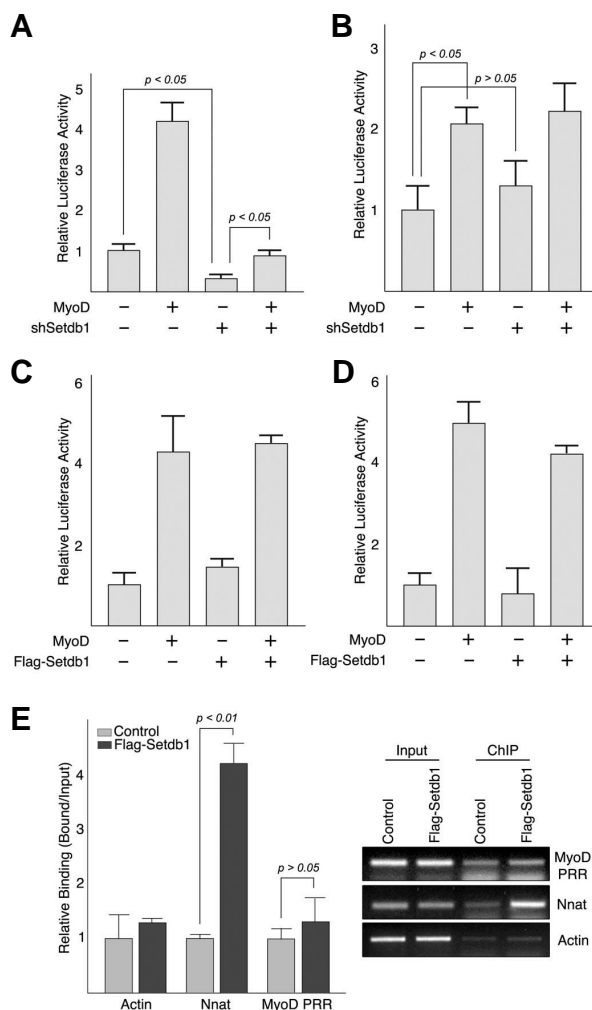 A
Relative Luciferase Activity
5
4
3
2
1
p < 0.05
p < 0.05
MyoD − + − +
shSetdb1 − − + +
B
Relative Luciferase Activity
3
2
1
p < 0.05
p > 0.05
MyoD − + − +
shSetdb1 − − + +
C
Relative Luciferase Activity
6
4
2
MyoD − + − +
Flag-Setdb1 − − + +
D
Relative Luciferase Activity
6
4
2
MyoD − + − +
Flag-Setdb1 − − + +
E
Relative Binding (Bound/Input)
4
3
2
1
Control
Flag-Setdb1
p < 0.01
p > 0.05
Actin Nnat MyoD PRR
Input ChIP
Control Flag-Setdb1 Control Flag-Setdb1
MyoD
PRR
Nnat
Actin